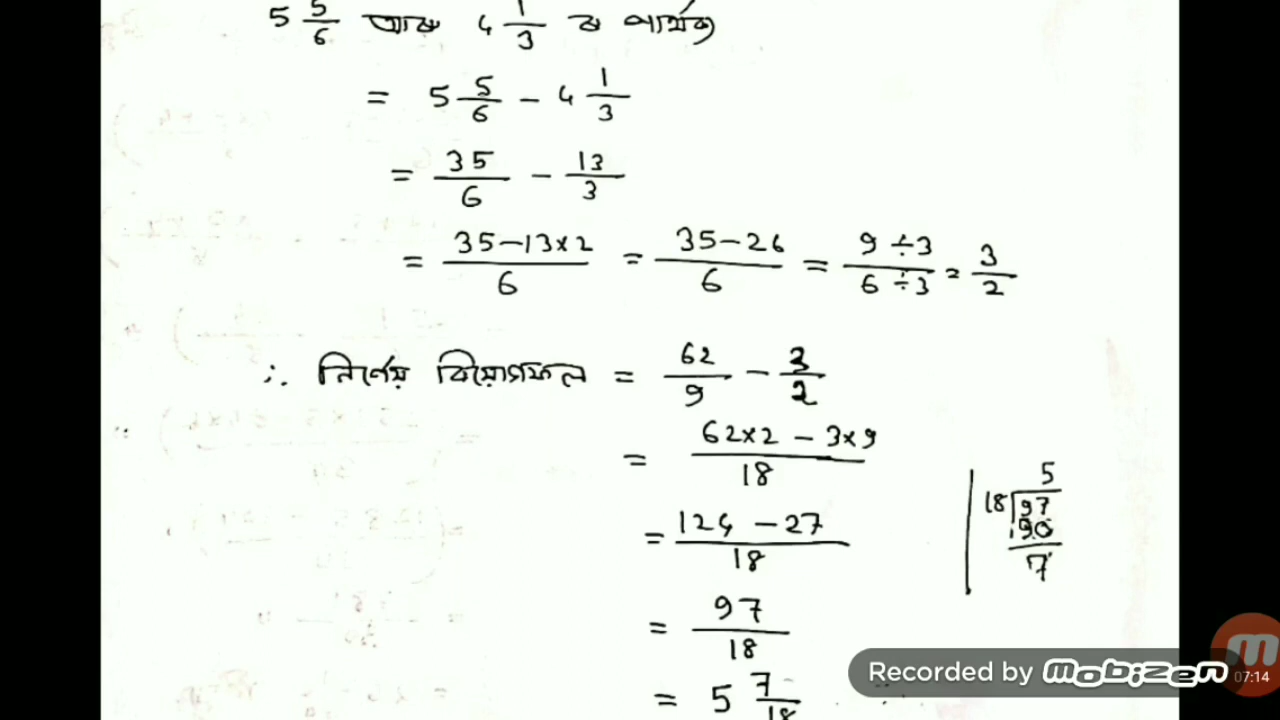 5 5/6 আৰু 4 1/3 ৰ পাৰ্থক্য
= 5 5/6 - 4 1/3
= 35/6 - 13/3
= (35-13×2)/6 = (35-26)/6 = (9÷3)/(6÷3) = 3/2
∴ নিৰ্ণেয় বিয়োগফল = 62/9 - 3/2
= (62×2 - 3×9)/18
= (124 - 27)/18
= 97/18
= 5 7/18
5
18 97
90
7
Recorded by mobizen
07:14